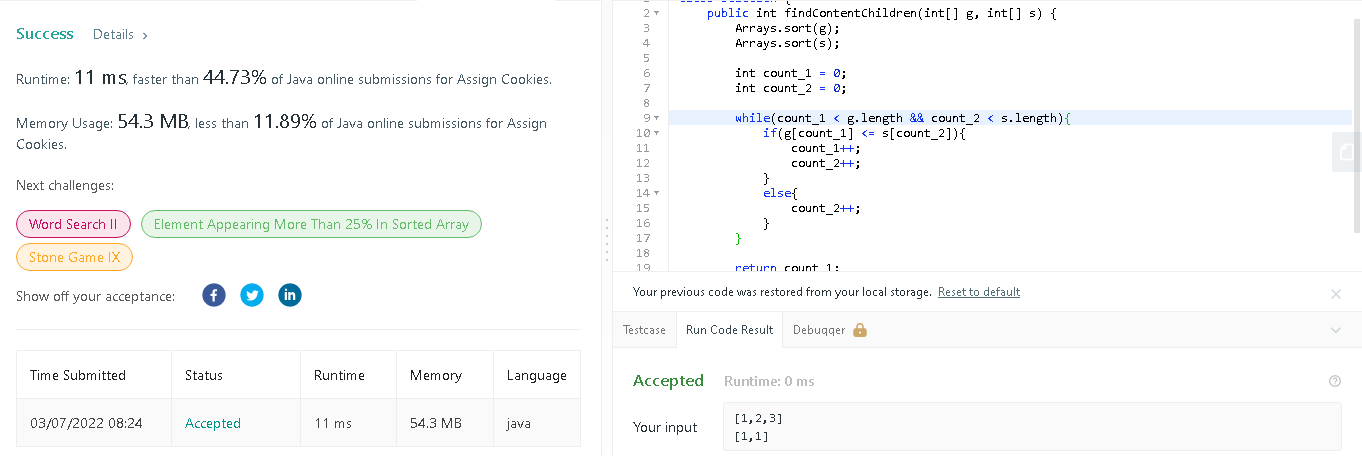 Success Details >
Runtime: 11 ms, faster than 44.73% of Java online submissions for Assign Cookies.
Memory Usage: 54.3 MB, less than 11.89% of Java online submissions for Assign
Cookies.
Next challenges:
Word Search II Element Appearing More Than 25% In Sorted Array
Stone Game IX
Show off your acceptance:
Time Submitted Status Runtime Memory Language
03/07/2022 08:24 Accepted 11 ms 54.3 MB java
2 public int findContentChildren(int[] g, int[] s) {
3 Arrays.sort(g);
4 Arrays.sort(s);
5
6 int count_1 = 0;
7 int count_2 = 0;
8
9 while(count_1 < g.length && count_2 < s.length){
10 if(g[count_1] <= s[count_2]){
11 count_1++;
12 count_2++;
13 }
14 else{
15 count_2++;
16 }
17 }
18
19 return count_1;
Your previous code was restored from your local storage. Reset to default
Testcase Run Code Result Debugger
Accepted Runtime: 0 ms
Your input
[1,2,3]
[1,1]